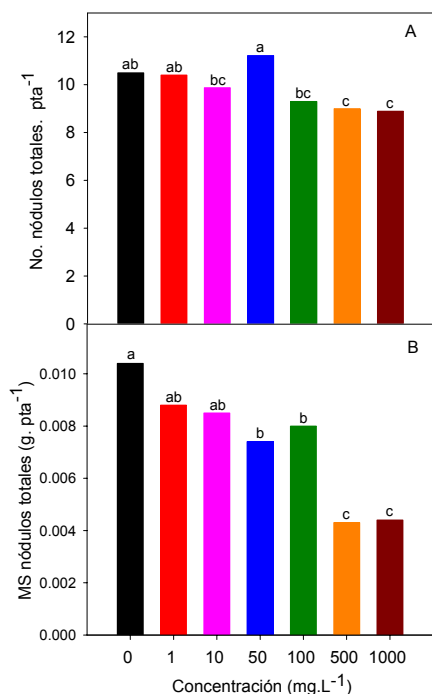 A
No. nódulos totales. pta⁻¹
12
10
8
6
4
2
0
ab
ab
bc
a
bc
c
c
B
MS nódulos totales (g. pta⁻¹)
0.010
0.008
0.006
0.004
0.002
0.000
a
ab
ab
b
b
c
c
0 1 10 50 100 500 1000
Concentración (mg.L⁻¹)